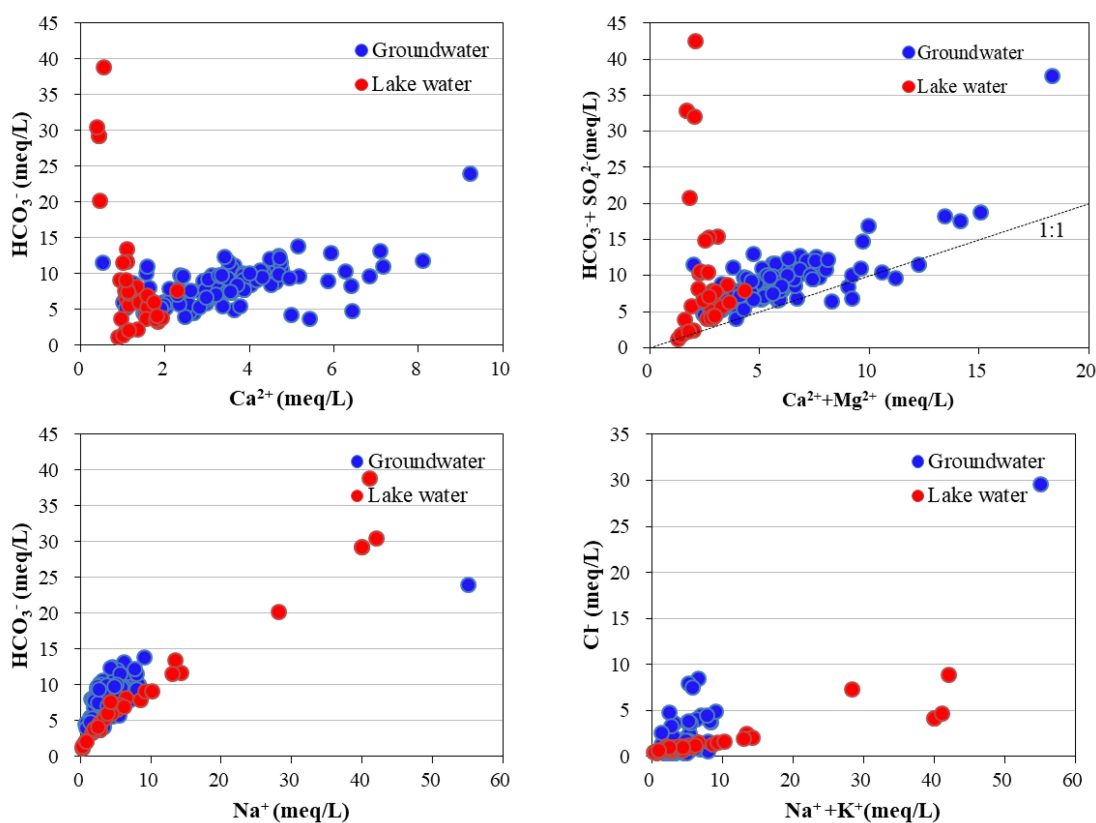 45
40
35
30
25
20
15
10
5
0
HCO₃⁻ (meq/L)
Groundwater
Lake water
0 2 4 6 8 10
Ca²⁺ (meq/L)
45
40
35
30
25
20
15
10
5
0
HCO₃⁻+ SO₄²⁻(meq/L)
Groundwater
Lake water
1:1
0 5 10 15 20
Ca²⁺+Mg²⁺ (meq/L)
45
40
35
30
25
20
15
10
5
0
HCO₃⁻ (meq/L)
Groundwater
Lake water
0 10 20 30 40 50 60
Na⁺ (meq/L)
35
30
25
20
15
10
5
0
Cl⁻ (meq/L)
Groundwater
Lake water
0 10 20 30 40 50 60
Na⁺+K⁺(meq/L)